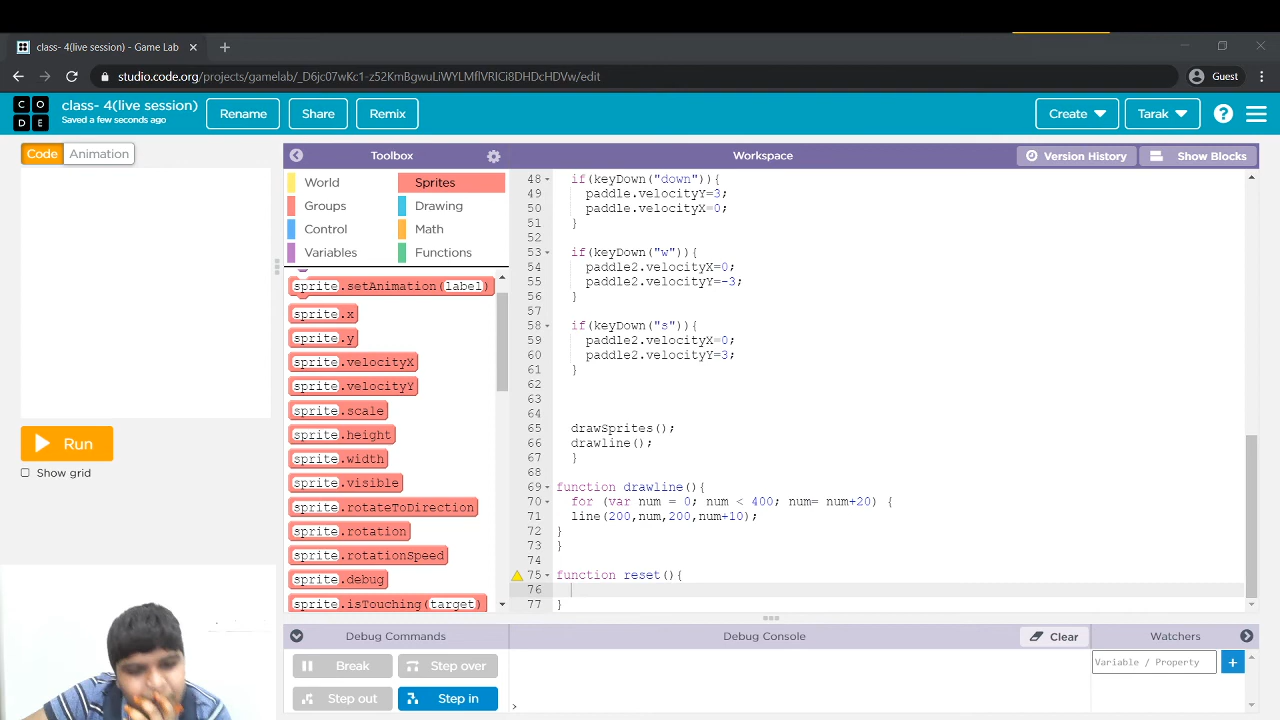 class- 4(live session) - Game Lab
studio.code.org/projects/gamelab/_D6jc07wKc1-z52KmBgwuLiWYLMflVRICi8DHDcHDVw/edit
Guest
C O D E
class- 4(live session)
Saved a few seconds ago
Rename
Share
Remix
Create
Tarak
Code
Animation
Toolbox
Workspace
Version History
Show Blocks
World
Sprites
Groups
Drawing
Control
Math
Variables
Functions
sprite.setAnimation(label)
sprite.x
sprite.y
sprite.velocityX
sprite.velocityY
sprite.scale
sprite.height
sprite.width
sprite.visible
sprite.rotateToDirection
sprite.rotation
sprite.rotationSpeed
sprite.debug
sprite.isTouching(target)
48 if(keyDown("down")){
49 paddle.velocityY=3;
50 paddle.velocityX=0;
51 }
52
53 if(keyDown("w")){
54 paddle2.velocityX=0;
55 paddle2.velocityY=-3;
56 }
57
58 if(keyDown("s")){
59 paddle2.velocityX=0;
60 paddle2.velocityY=3;
61 }
62
63
64
65 drawSprites();
66 drawline();
67 }
68
69 function drawline(){
70 for (var num = 0; num < 400; num= num+20) {
71 line(200,num,200,num+10);
72 }
73 }
74
75 function reset(){
76
77 }
Run
Show grid
Debug Commands
Debug Console
Clear
Watchers
Break
Step over
Step out
Step in
Variable / Property
+
>